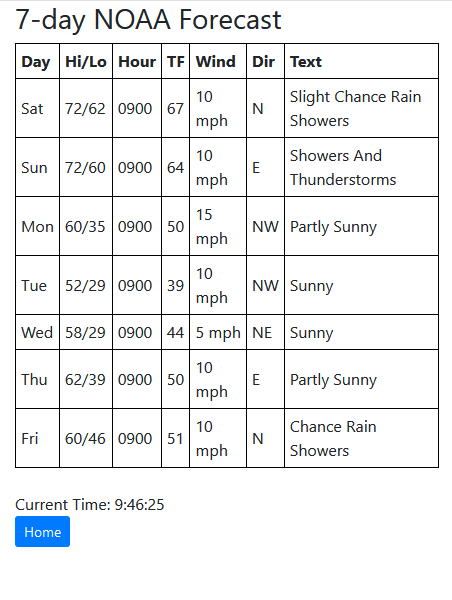 7-day NOAA Forecast
Day Hi/Lo Hour TF Wind Dir Text
Sat 72/62 0900 67 10 mph N Slight Chance Rain Showers
Sun 72/60 0900 64 10 mph E Showers And Thunderstorms
Mon 60/35 0900 50 15 mph NW Partly Sunny
Tue 52/29 0900 39 10 mph NW Sunny
Wed 58/29 0900 44 5 mph NE Sunny
Thu 62/39 0900 50 10 mph E Partly Sunny
Fri 60/46 0900 51 10 mph N Chance Rain Showers
Current Time: 9:46:25
Home